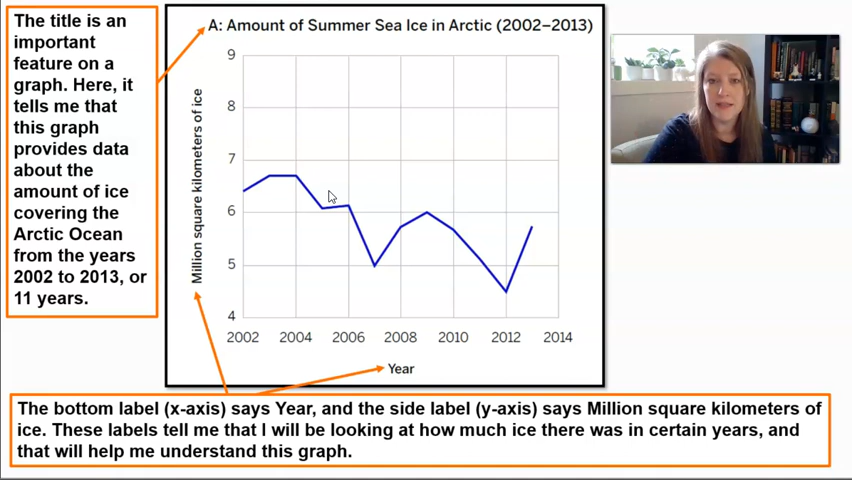 The title is an
important
feature on a
graph. Here, it
tells me that
this graph
provides data
about the
amount of ice
covering the
Arctic Ocean
from the years
2002 to 2013, or
11 years.
A: Amount of Summer Sea Ice in Arctic (2002–2013)
Million square kilometers of ice
9
8
7
6
5
4
2002 2004 2006 2008 2010 2012 2014
Year
The bottom label (x-axis) says Year, and the side label (y-axis) says Million square kilometers of
ice. These labels tell me that I will be looking at how much ice there was in certain years, and
that will help me understand this graph.